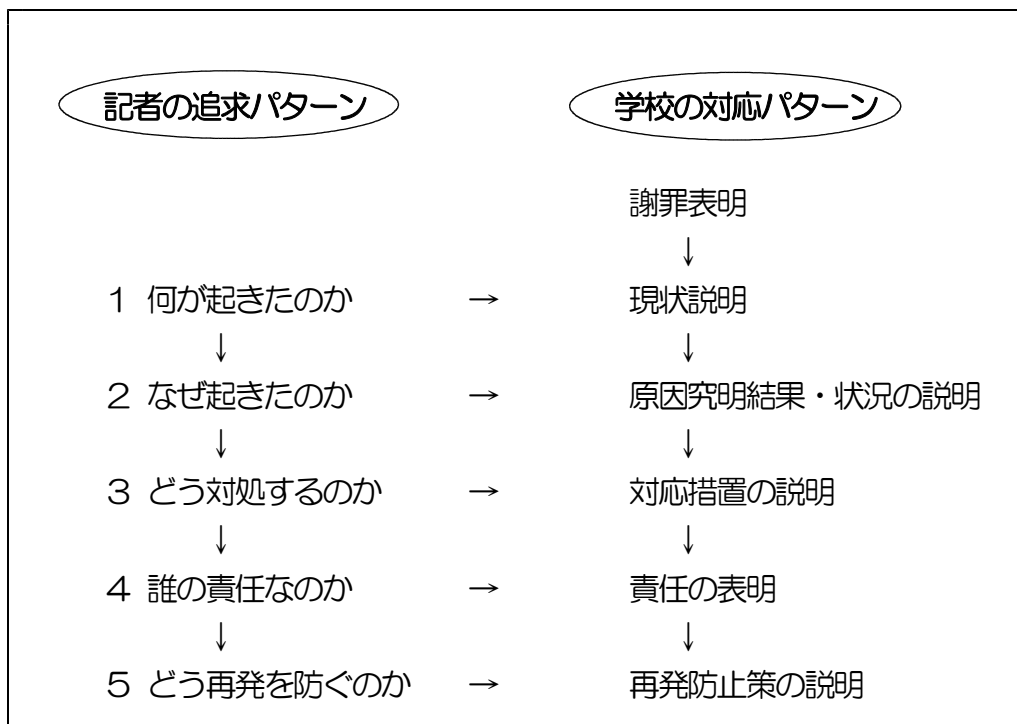 記者の追求パターン 学校の対応パターン
謝罪表明
↓
1 何が起きたのか → 現状説明
↓ ↓
2 なぜ起きたのか → 原因究明結果・状況の説明
↓ ↓
3 どう対処するのか → 対応措置の説明
↓ ↓
4 誰の責任なのか → 責任の表明
↓ ↓
5 どう再発を防ぐのか → 再発防止策の説明